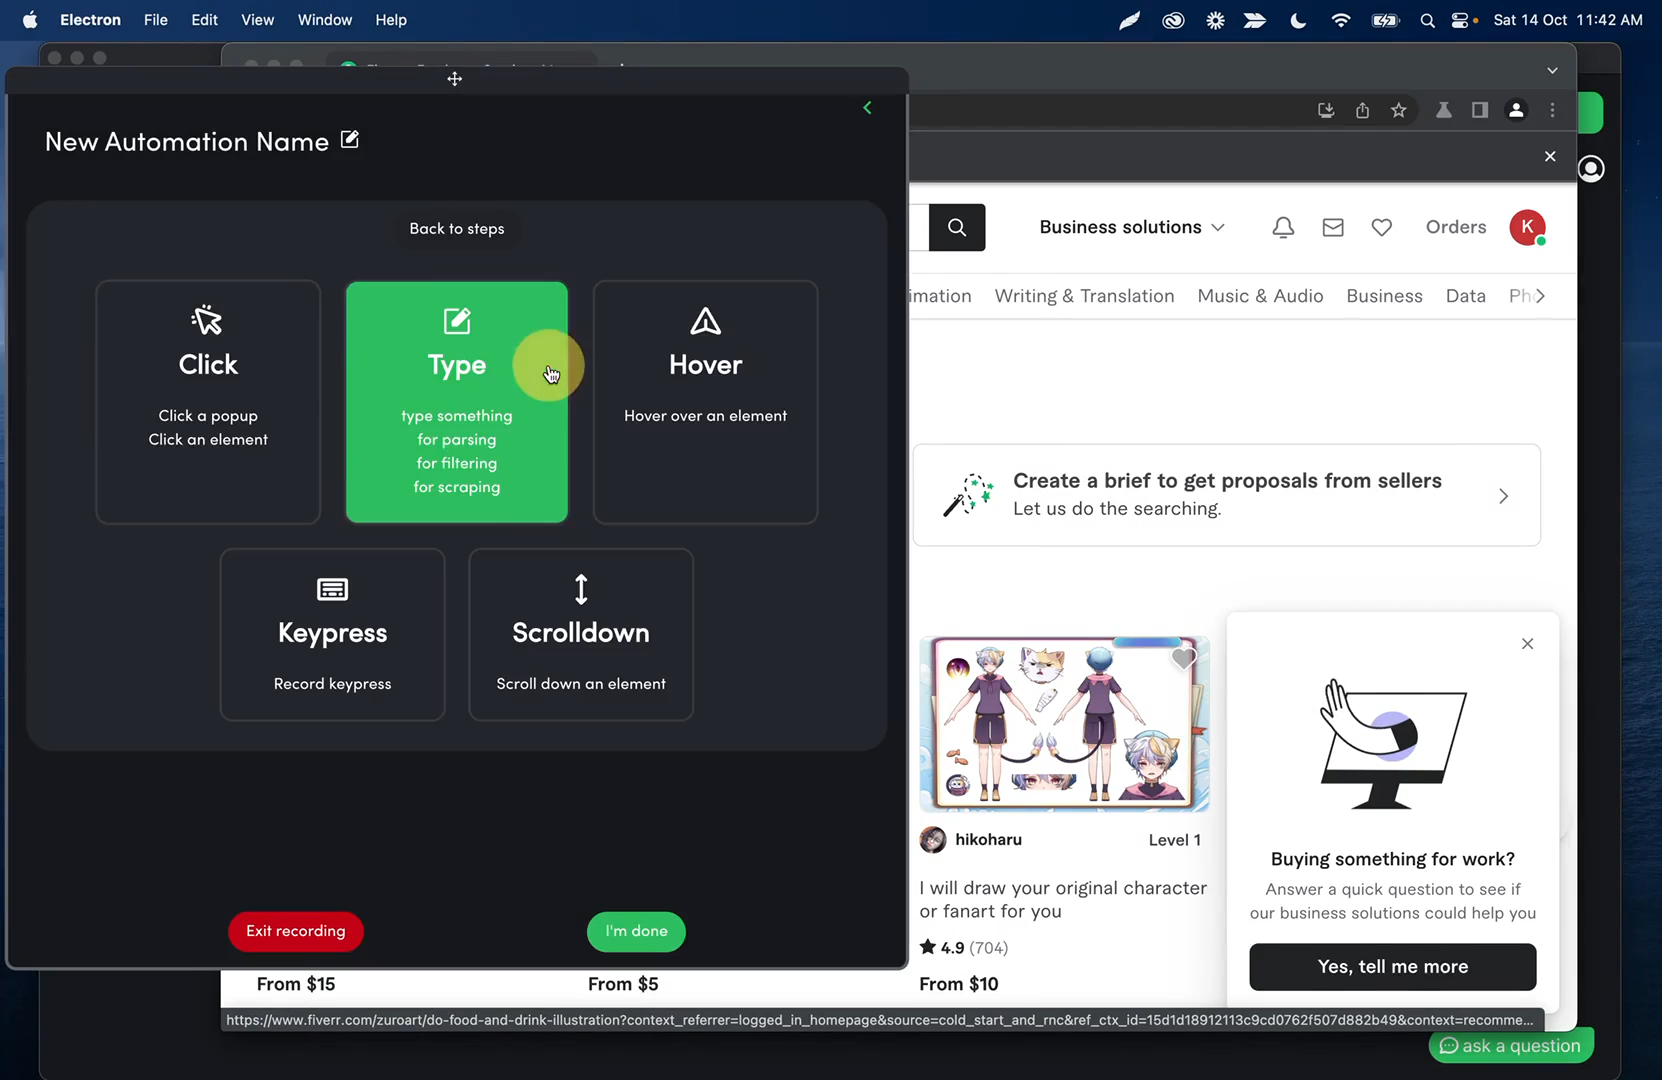 Electron File Edit View Window Help
Sat 14 Oct 11:42 AM
New Automation Name
Back to steps
Click
Click a popup
Click an element
Type
type something
for parsing
for filtering
for scraping
Hover
Hover over an element
Keypress
Record keypress
Scrolldown
Scroll down an element
Exit recording
I'm done
Business solutions
Orders
K
Writing & Translation Music & Audio Business Data
Create a brief to get proposals from sellers
Let us do the searching.
hikoharu
Level 1
I will draw your original character
or fanart for you
4.9 (704)
From $15
From $5
From $10
Buying something for work?
Answer a quick question to see if
our business solutions could help you
Yes, tell me more
https://www.fiverr.com/zuroart/do-food-and-drink-illustration?context_referrer=logged_in_homepage&source=cold_start_and_rnc&ref_ctx_id=15d1d18912113c9cd0762f507d882b49&context=recomme...
ask a question